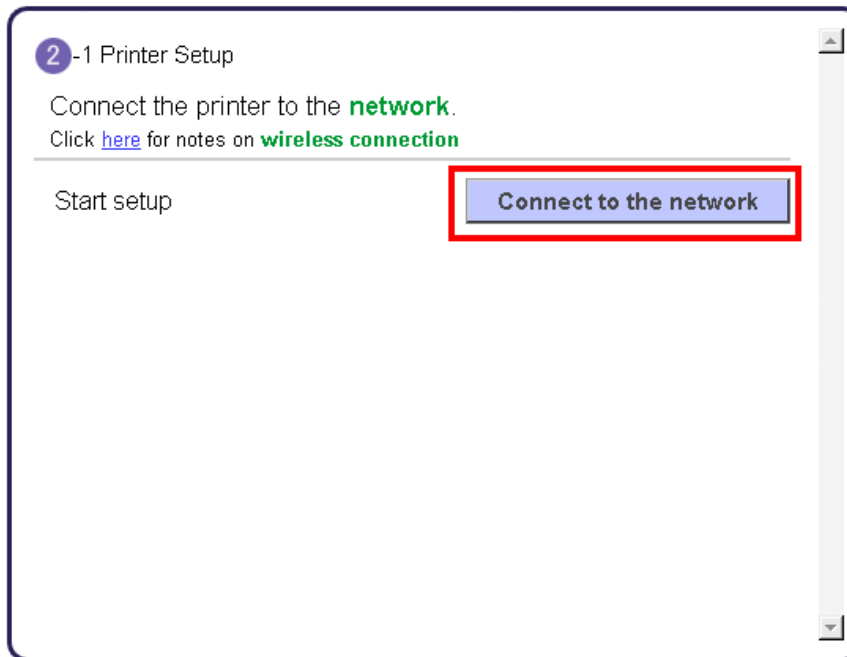 2-1 Printer Setup
Connect the printer to the network.
Click here for notes on wireless connection
Start setup
Connect to the network